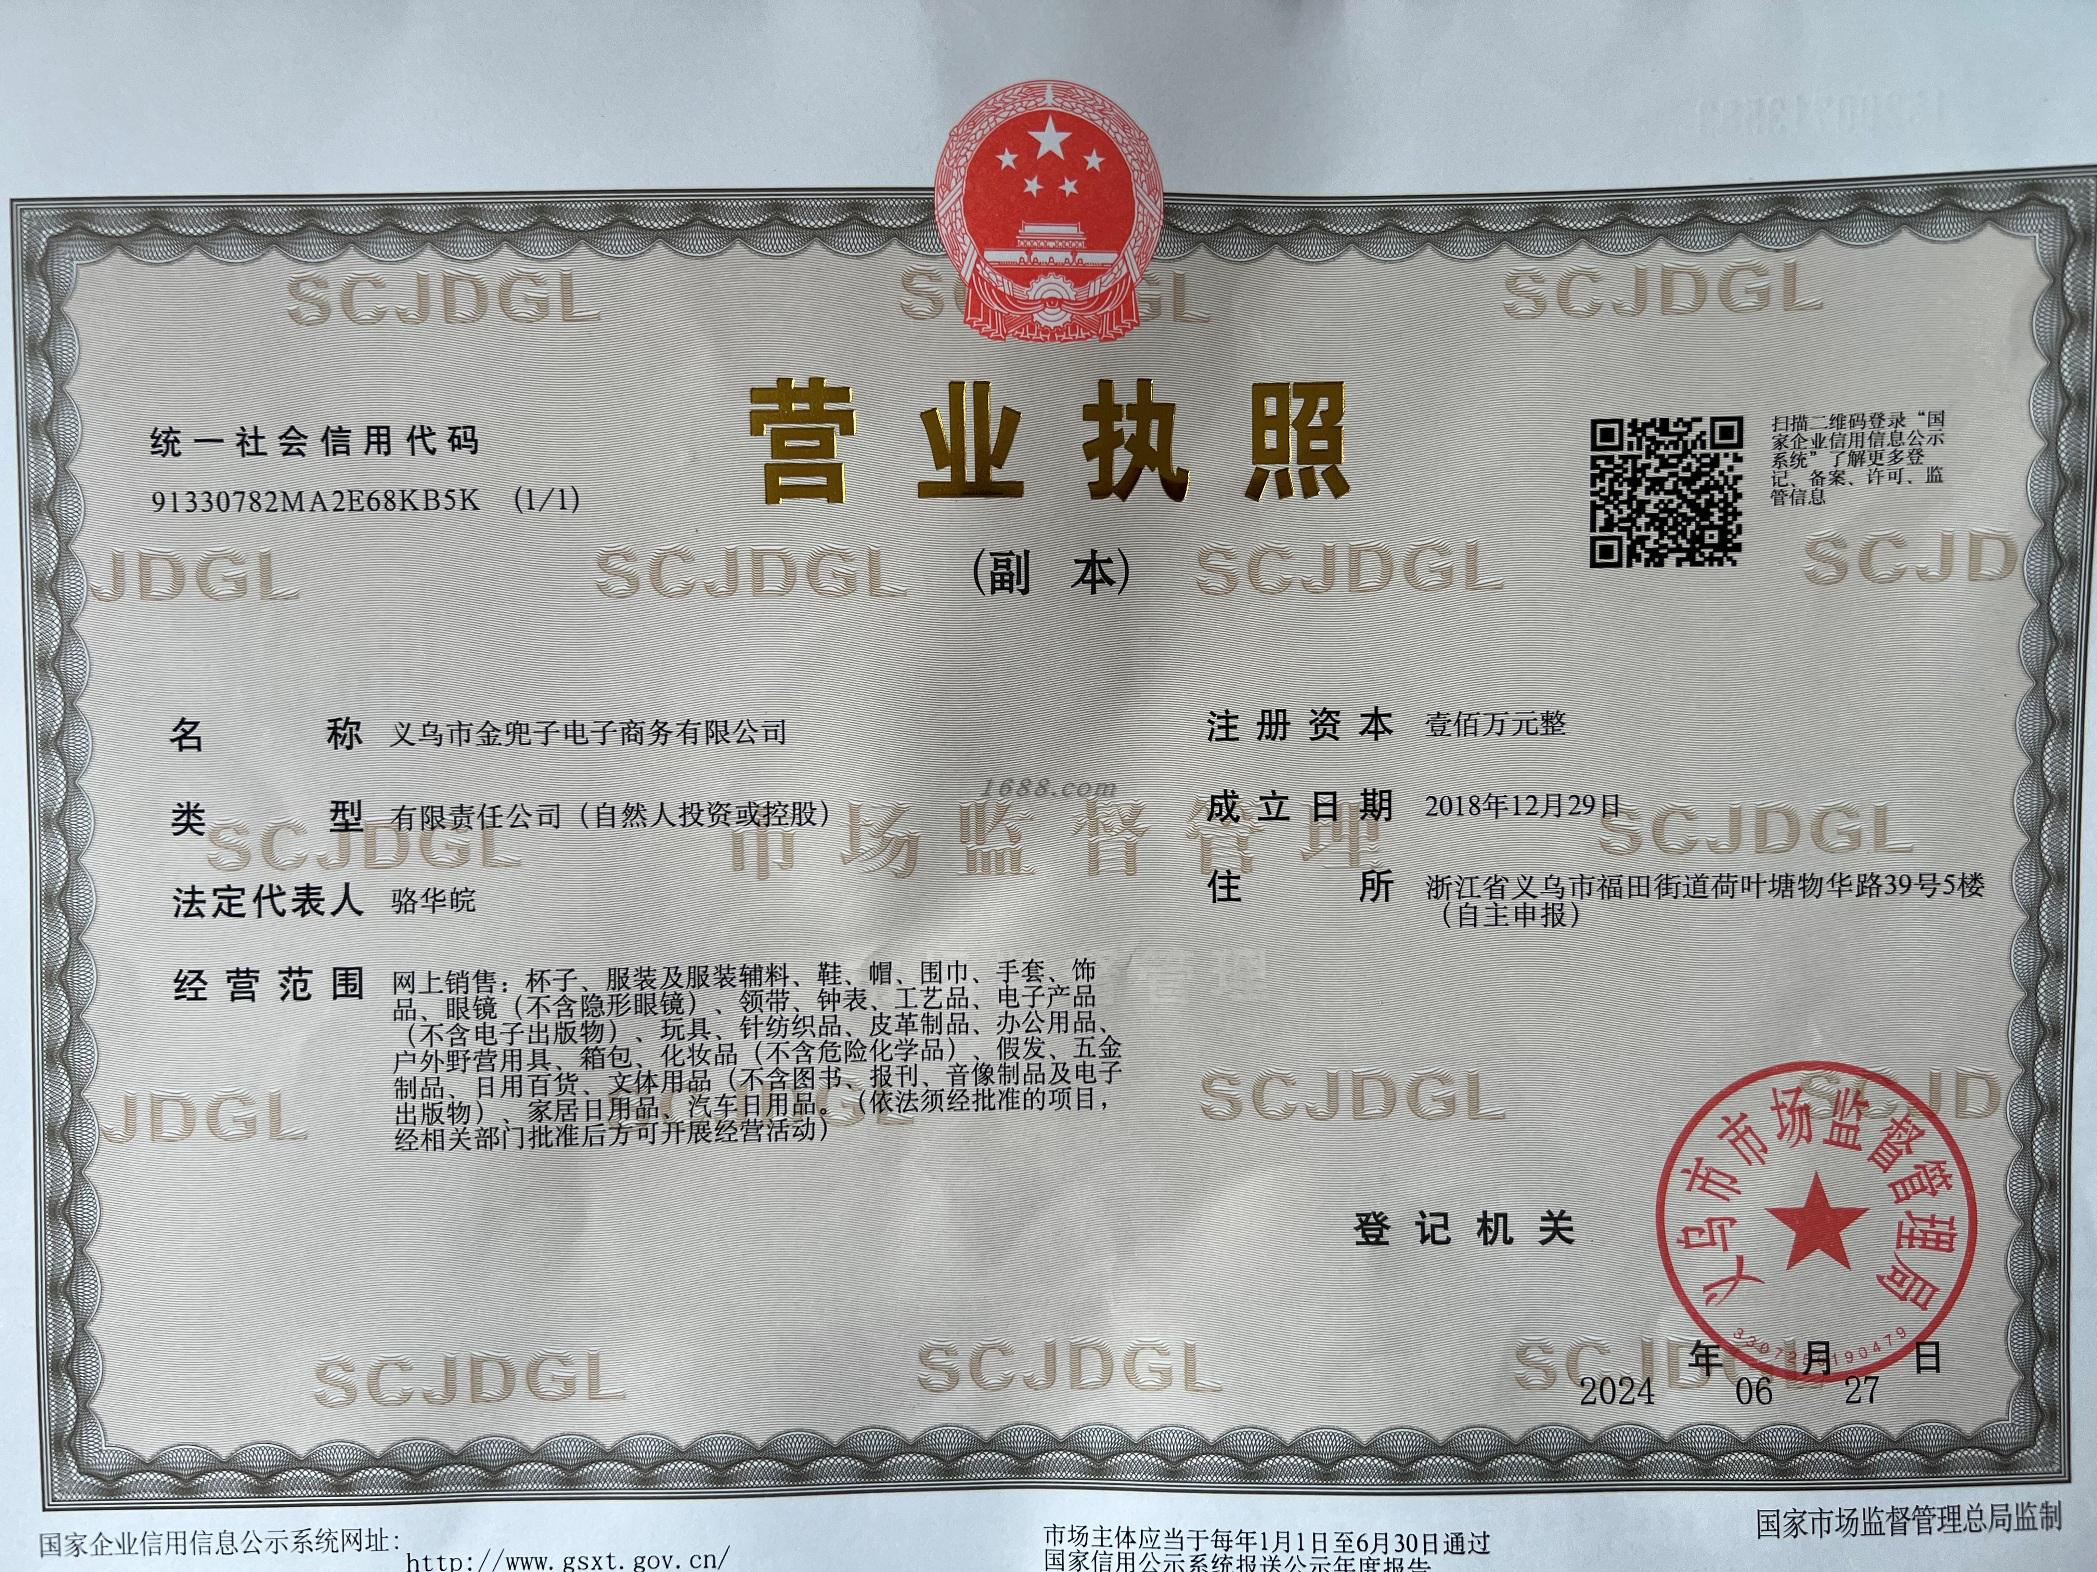 营业执照
(副 本)
统一社会信用代码
91330782MA2E68KB5K (1/1)
扫描二维码登录“国
家企业信用信息公示
系统”了解更多登
记、备案、许可、监
管信息
名 称 义乌市金兜子电子商务有限公司
类 型 有限责任公司（自然人投资或控股）
法定代表人 骆华皖
经营范围 网上销售：杯子、服装及服装辅料、鞋、帽、围巾、手套、饰
品、眼镜（不含隐形眼镜）、领带、钟表、工艺品、电子产品
（不含电子出版物）、玩具、针纺织品、皮革制品、办公用品、
户外野营用具、箱包、化妆品（不含危险化学品）、假发、五金
制品、日用百货、文体用品（不含图书、报刊、音像制品及电子
出版物）、家居日用品、汽车日用品。（依法须经批准的项目，
经相关部门批准后方可开展经营活动）
注册资本 壹佰万元整
成立日期 2018年12月29日
住 所 浙江省义乌市福田街道荷叶塘物华路39号5楼
（自主申报）
1688.com
市场监督管理
SCJDGL SCJDGL
JDGL SCJDGL SCJDGL SCJD
SCJDGL SCJDGL
JDGL SCJDGL SCJDGL SCJD
SCJDGL SCJDGL SCJDGL
登记机关
义乌市市场监督管理局
年 月 日
2024 06 27
国家企业信用信息公示系统网址：
http://www.gsxt.gov.cn/
市场主体应当于每年1月1日至6月30日通过
国家信用公示系统报送公示年度报告
国家市场监督管理总局监制